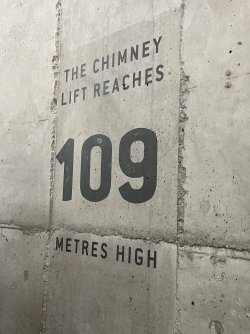 THE CHIMNEY
LIFT REACHES
109
METRES HIGH